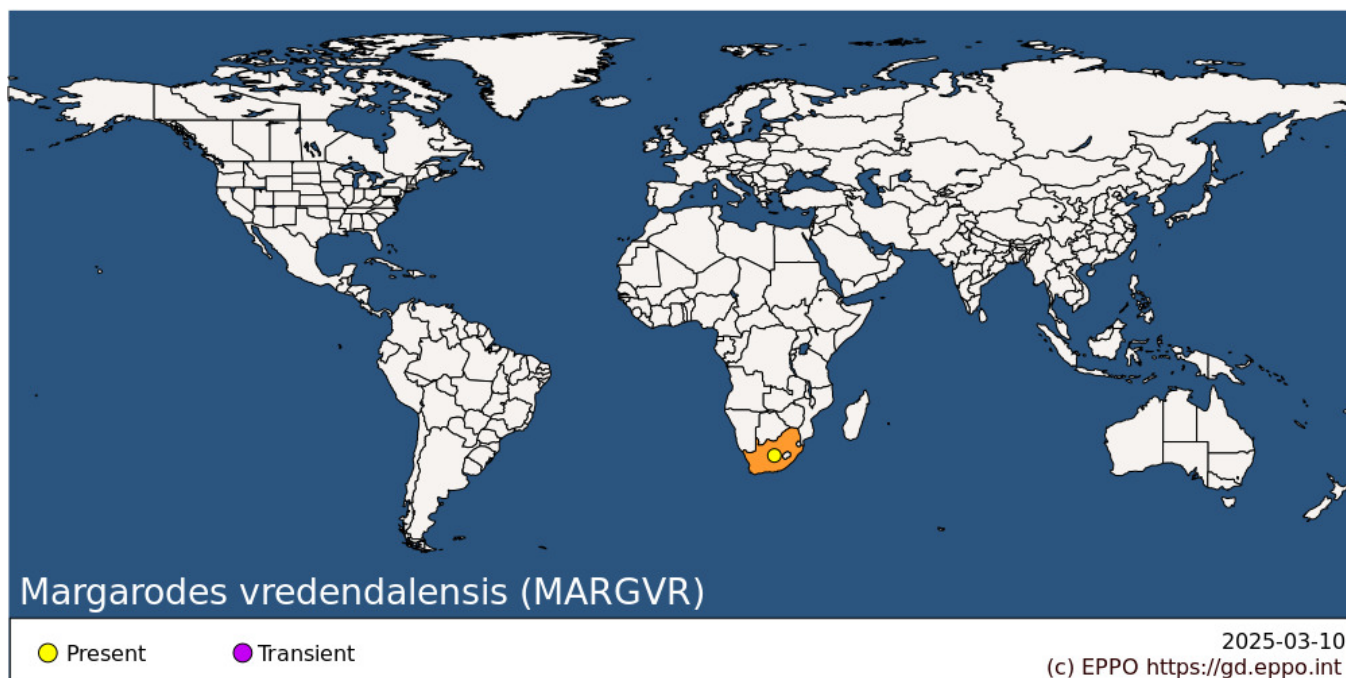 Margarodes vredendalensis (MARGVR)
Present
Transient
2025-03-10
(c) EPPO https://gd.eppo.int